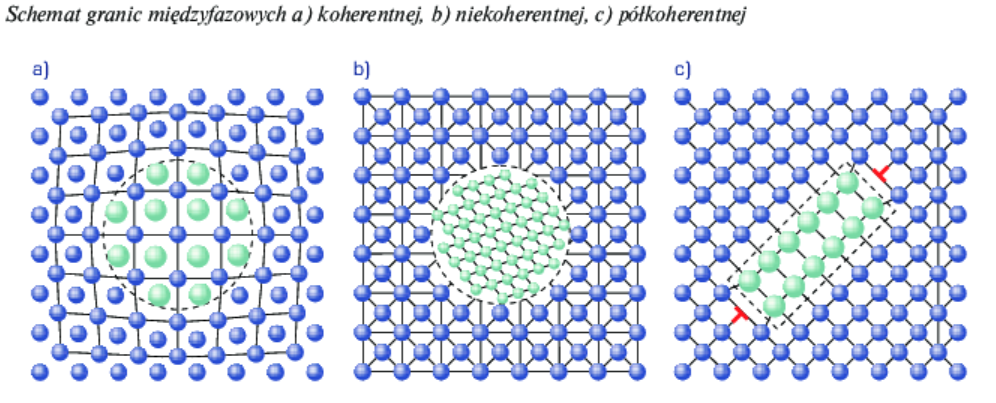 Schemat granic międzyfazowych a) koherentnej, b) niekoherentnej, c) półkoherentnej
a) b) c)